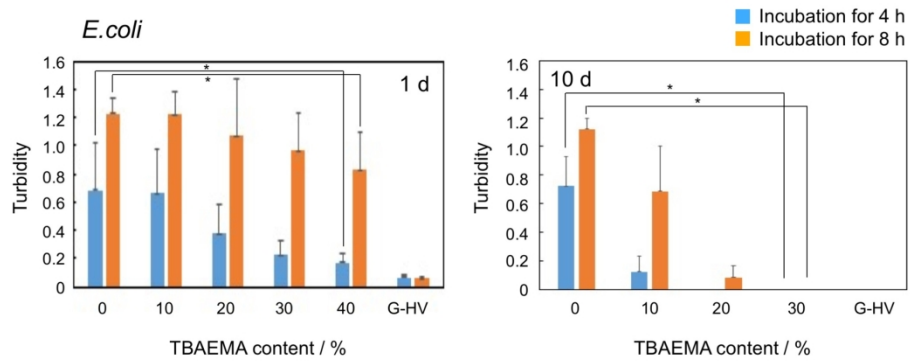 E.coli
Incubation for 4 h
Incubation for 8 h
1.6
1.4
1.2
1.0
0.8
0.6
0.4
0.2
0
Turbidity
*
*
1 d
0 10 20 30 40 G-HV
TBAEMA content / %
1.6
1.4
1.2
1.0
0.8
0.6
0.4
0.2
0
Turbidity
10 d
*
*
0 10 20 30 G-HV
TBAEMA content / %